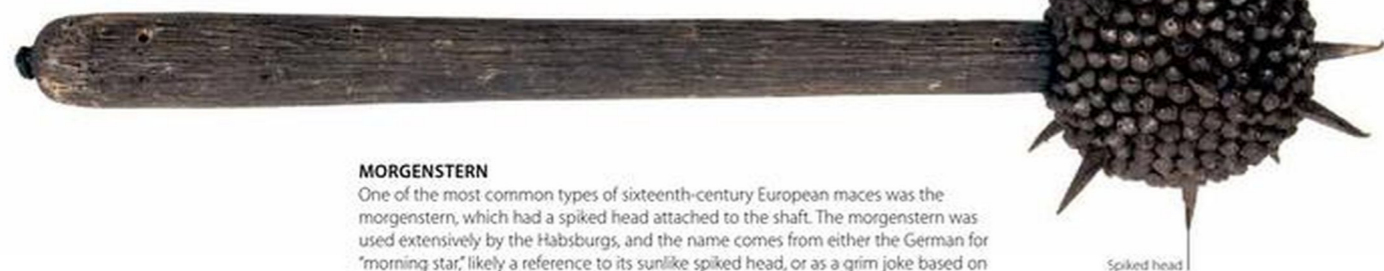 MORGENSTERN
One of the most common types of sixteenth-century European maces was the
morgenstern, which had a spiked head attached to the shaft. The morgenstern was
used extensively by the Habsburgs, and the name comes from either the German for
“morning star,” likely a reference to its sunlike spiked head, or as a grim joke based on
Spiked head